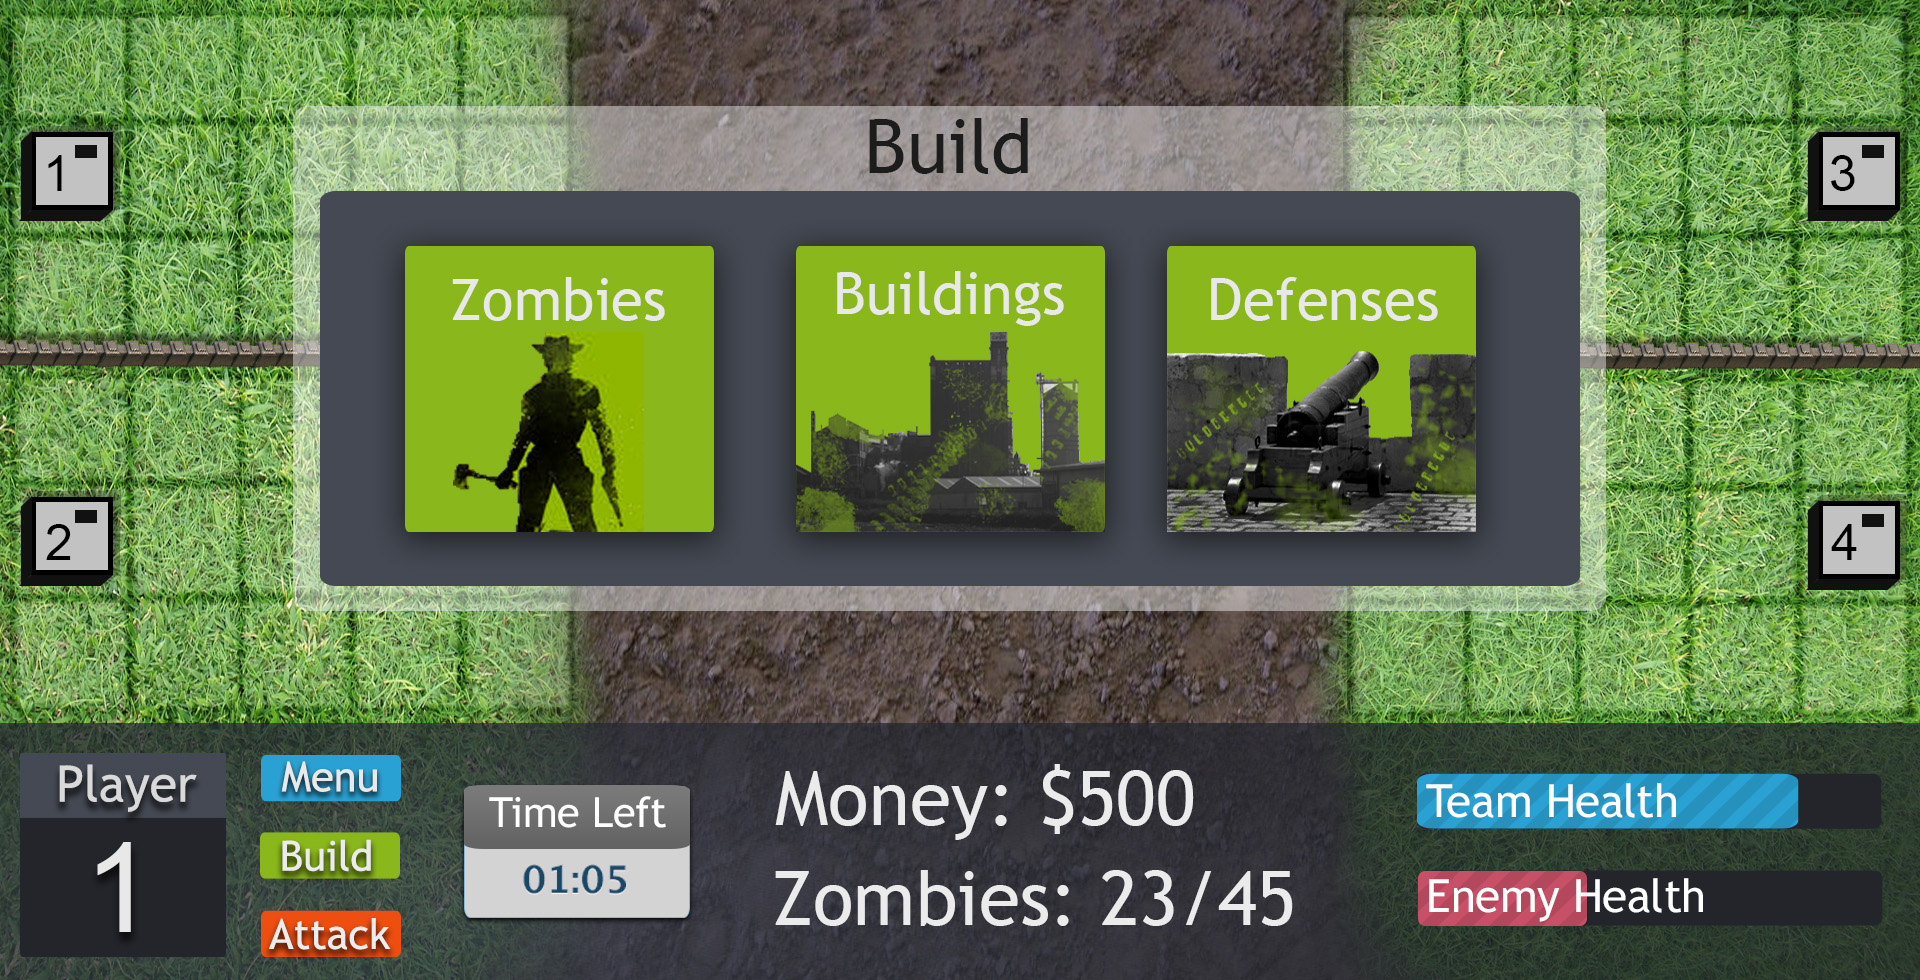 Build
1
3
Zombies
Buildings
Defenses
2
4
Player
1
Menu
Build
Attack
Time Left
01:05
Money: $500
Zombies: 23/45
Team Health
Enemy Health